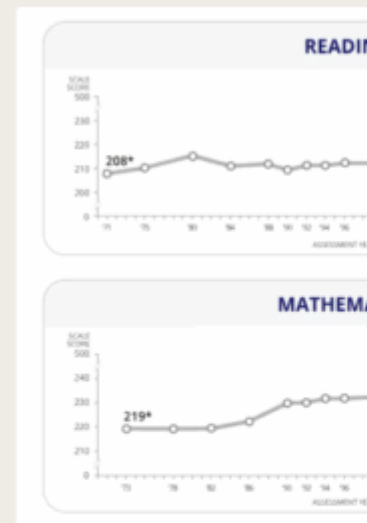 READIN
SCALE
SCORE
500
230
220
210
200
0
208*
'71 '75 '80 '84 '88 '90 '92 '94 '96
ASSESSMENT YE
MATHEMA
SCALE
SCORE
500
240
230
220
210
0
219*
'73 '78 '82 '86 '90 '92 '94 '96
ASSESSMENT YE